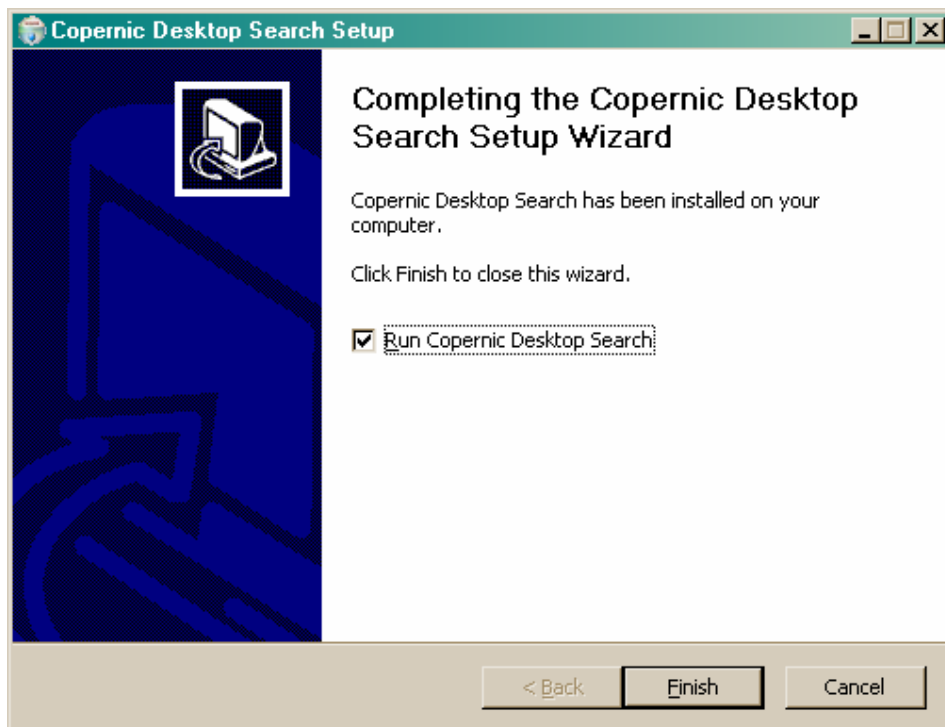 Copernic Desktop Search Setup
Completing the Copernic Desktop
Search Setup Wizard
Copernic Desktop Search has been installed on your
computer.
Click Finish to close this wizard.
Run Copernic Desktop Search
< Back
Finish
Cancel